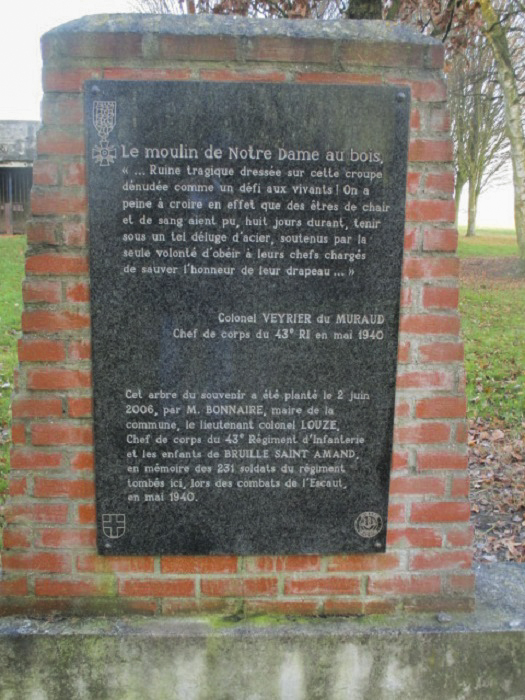 Le moulin de Notre Dame au bois,
« ... Ruine tragique dressée sur cette croupe
dénudée comme un défi aux vivants ! On a
peine à croire en effet que des êtres de chair
et de sang aient pu, huit jours durant, tenir
sous un tel déluge d'acier, soutenus par la
seule volonté d'obéir à leurs chefs chargés
de sauver l'honneur de leur drapeau ... »
Colonel VEYRIER du MURAUD
Chef de corps du 43e RI en mai 1940
Cet arbre du souvenir a été planté le 2 juin
2006, par M. BONNAIRE, maire de la
commune, le lieutenant colonel LOUZE,
Chef de corps du 43e Régiment d'Infanterie
et les enfants de BRUILLE SAINT AMAND,
en mémoire des 231 soldats du régiment
tombés ici, lors des combats de l'Escaut,
en mai 1940.